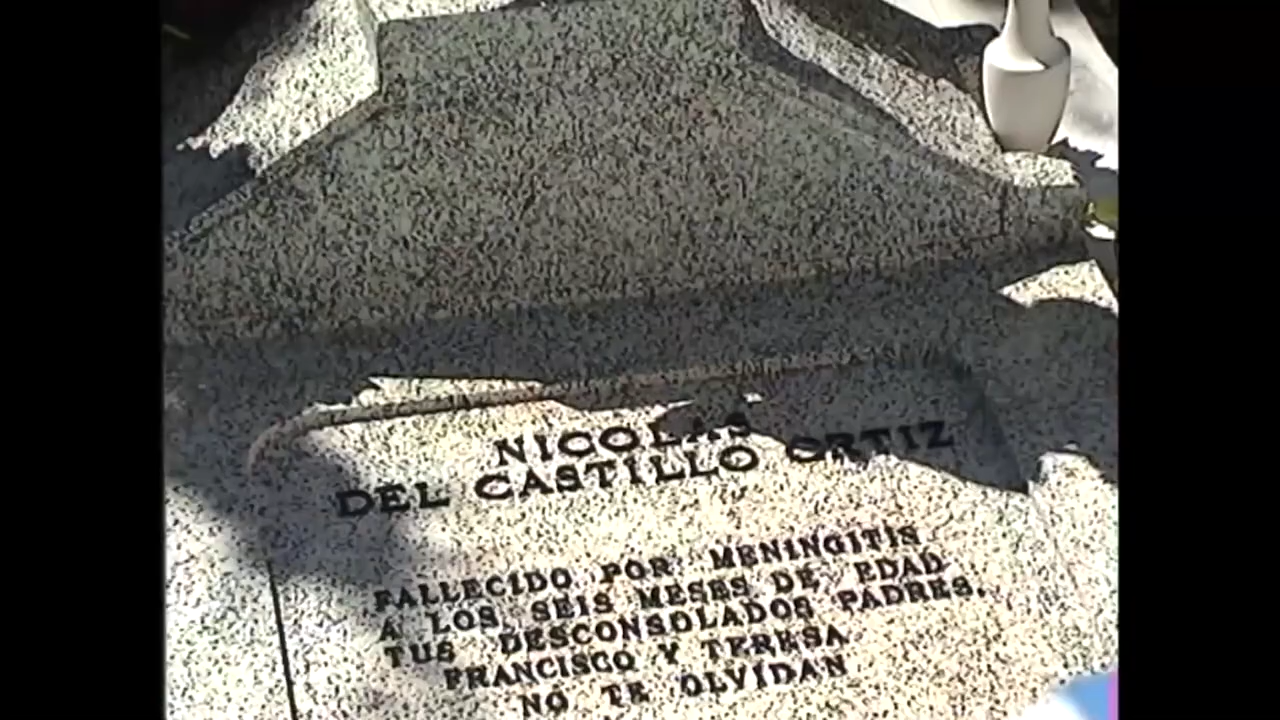 NICOLAS
DEL CASTILLO ORTIZ
FALLECIDO POR MENINGITIS
A LOS SEIS MESES DE EDAD
TUS DESCONSOLADOS PADRES,
FRANCISCO Y TERESA
NO TE OLVIDAN